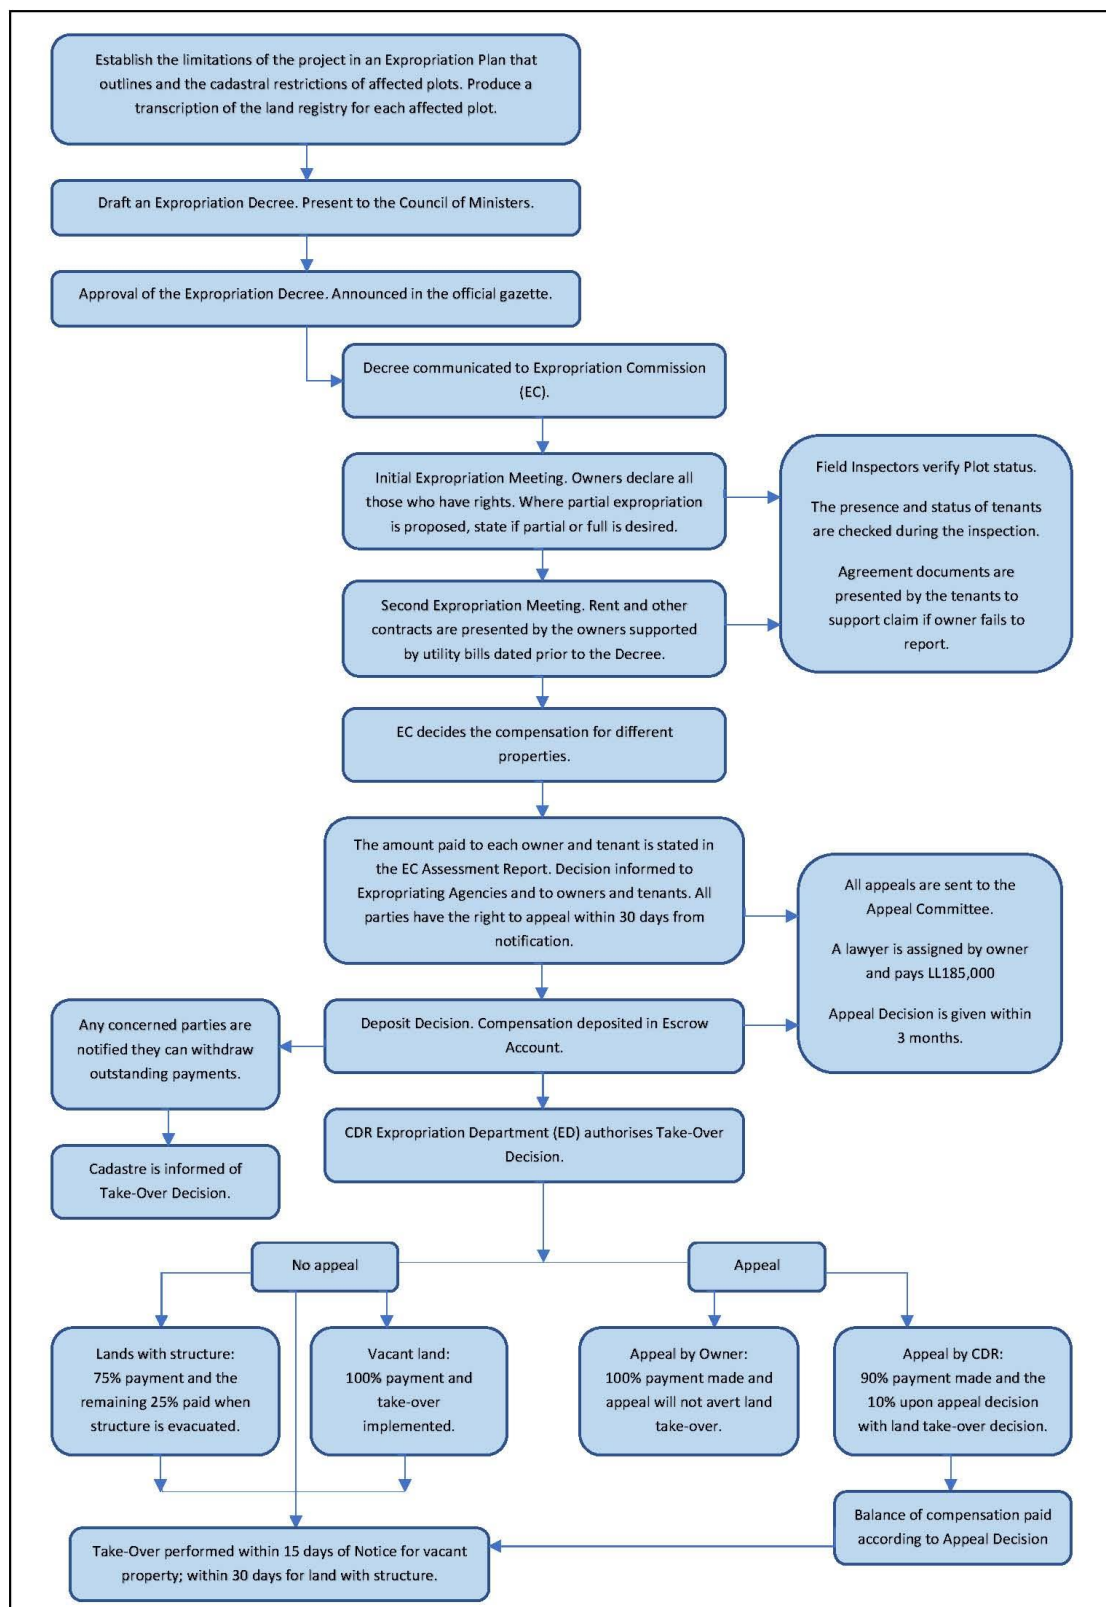 Establish the limitations of the project in an Expropriation Plan that
outlines and the cadastral restrictions of affected plots. Produce a
transcription of the land registry for each affected plot.
Draft an Expropriation Decree. Present to the Council of Ministers.
Approval of the Expropriation Decree. Announced in the official gazette.
Decree communicated to Expropriation Commission
(EC).
Initial Expropriation Meeting. Owners declare all
those who have rights. Where partial expropriation
is proposed, state if partial or full is desired.
Field Inspectors verify Plot status.
The presence and status of tenants
are checked during the inspection.
Agreement documents are
presented by the tenants to
support claim if owner fails to
report.
Second Expropriation Meeting. Rent and other
contracts are presented by the owners supported
by utility bills dated prior to the Decree.
EC decides the compensation for different
properties.
The amount paid to each owner and tenant is stated in
the EC Assessment Report. Decision informed to
Expropriating Agencies and to owners and tenants. All
parties have the right to appeal within 30 days from
notification.
All appeals are sent to the
Appeal Committee.
A lawyer is assigned by owner
and pays LL185,000
Appeal Decision is given within
3 months.
Deposit Decision. Compensation deposited in Escrow
Account.
Any concerned parties are
notified they can withdraw
outstanding payments.
Cadastre is informed of
Take-Over Decision.
CDR Expropriation Department (ED) authorises Take-Over
Decision.
No appeal
Appeal
Lands with structure:
75% payment and the
remaining 25% paid when
structure is evacuated.
Vacant land:
100% payment and
take-over
implemented.
Appeal by Owner:
100% payment made and
appeal will not avert land
take-over.
Appeal by CDR:
90% payment made and the
10% upon appeal decision
with land take-over decision.
Balance of compensation paid
according to Appeal Decision
Take-Over performed within 15 days of Notice for vacant
property; within 30 days for land with structure.